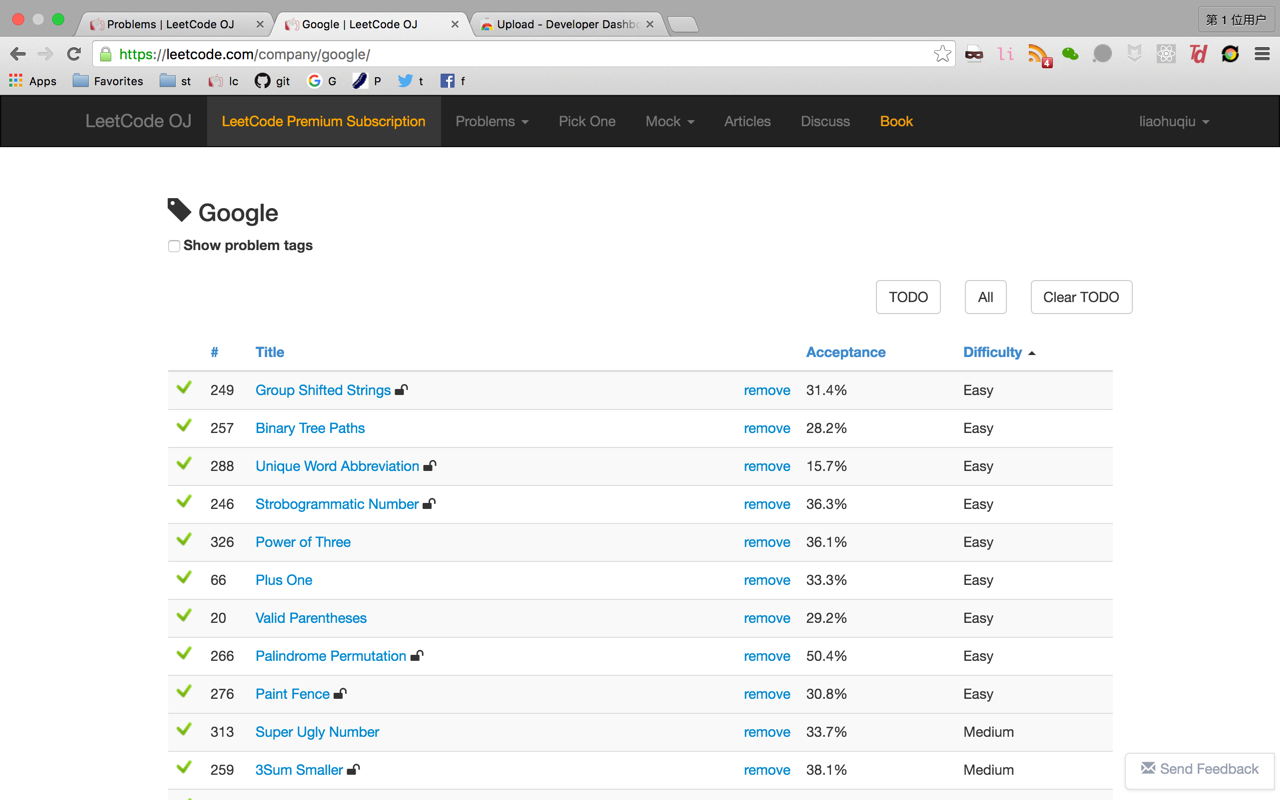 Problems | LeetCode OJ
Google | LeetCode OJ
Upload - Developer Dashbo
第 1 位用户
https://leetcode.com/company/google/
li
4
Td
Apps Favorites st lc git G P t f
LeetCode OJ LeetCode Premium Subscription Problems Pick One Mock Articles Discuss Book liaohuqiu
Google
Show problem tags
TODO All Clear TODO
# Title Acceptance Difficulty
249 Group Shifted Strings remove 31.4% Easy
257 Binary Tree Paths remove 28.2% Easy
288 Unique Word Abbreviation remove 15.7% Easy
246 Strobogrammatic Number remove 36.3% Easy
326 Power of Three remove 36.1% Easy
66 Plus One remove 33.3% Easy
20 Valid Parentheses remove 29.2% Easy
266 Palindrome Permutation remove 50.4% Easy
276 Paint Fence remove 30.8% Easy
313 Super Ugly Number remove 33.7% Medium
259 3Sum Smaller remove 38.1% Medium
Send Feedback